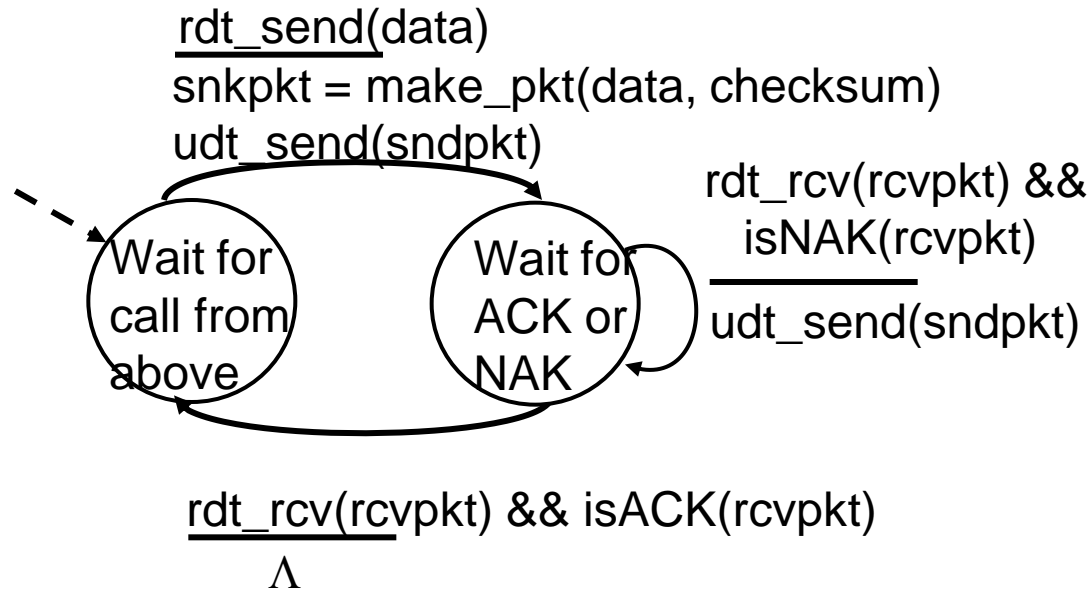 rdt_send(data)
snkpkt = make_pkt(data, checksum)
udt_send(sndpkt)
rdt_rcv(rcvpkt) &&
isNAK(rcvpkt)
udt_send(sndpkt)
Wait for
call from
above
Wait for
ACK or
NAK
rdt_rcv(rcvpkt) && isACK(rcvpkt)
Λ